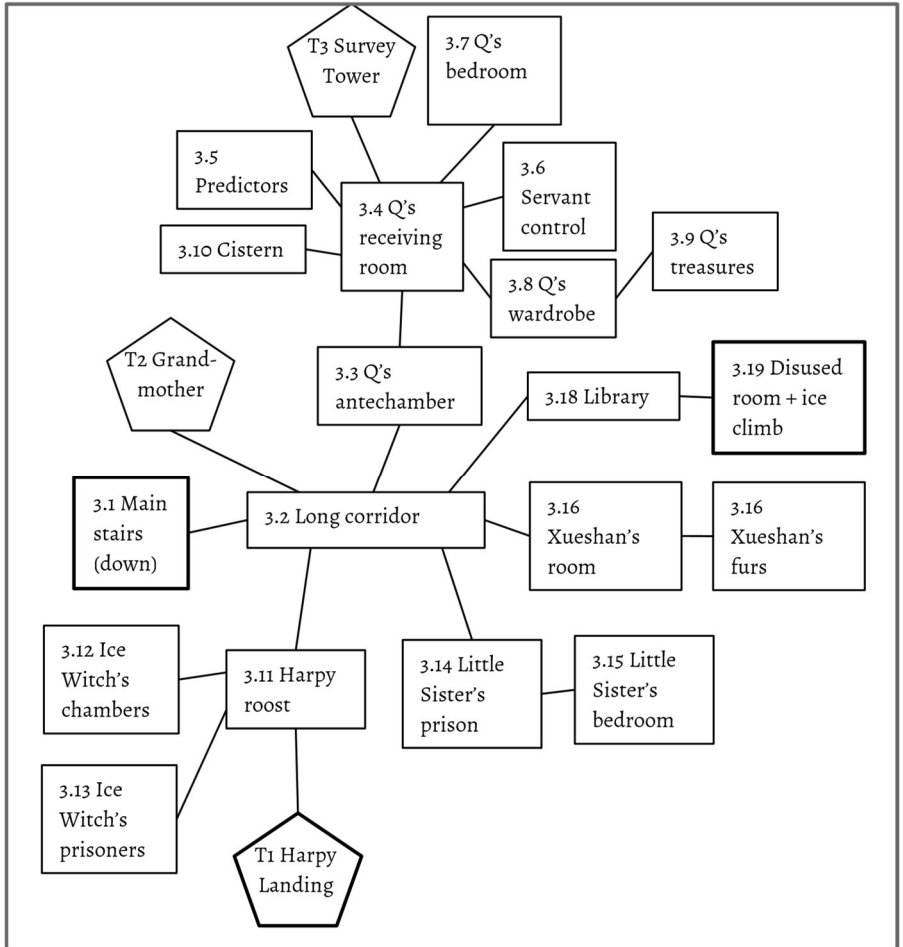 T3 Survey
Tower
3.7 Q’s
bedroom
3.5
Predictors
3.6
Servant
control
3.4 Q’s
receiving
room
3.10 Cistern
3.9 Q’s
treasures
3.8 Q’s
wardrobe
T2 Grand-
mother
3.3 Q’s
antechamber
3.18 Library
3.19 Disused
room + ice
climb
3.1 Main
stairs
(down)
3.2 Long corridor
3.16
Xueshan’s
room
3.16
Xueshan’s
furs
3.12 Ice
Witch’s
chambers
3.11 Harpy
roost
3.14 Little
Sister’s
prison
3.15 Little
Sister’s
bedroom
3.13 Ice
Witch’s
prisoners
T1 Harpy
Landing